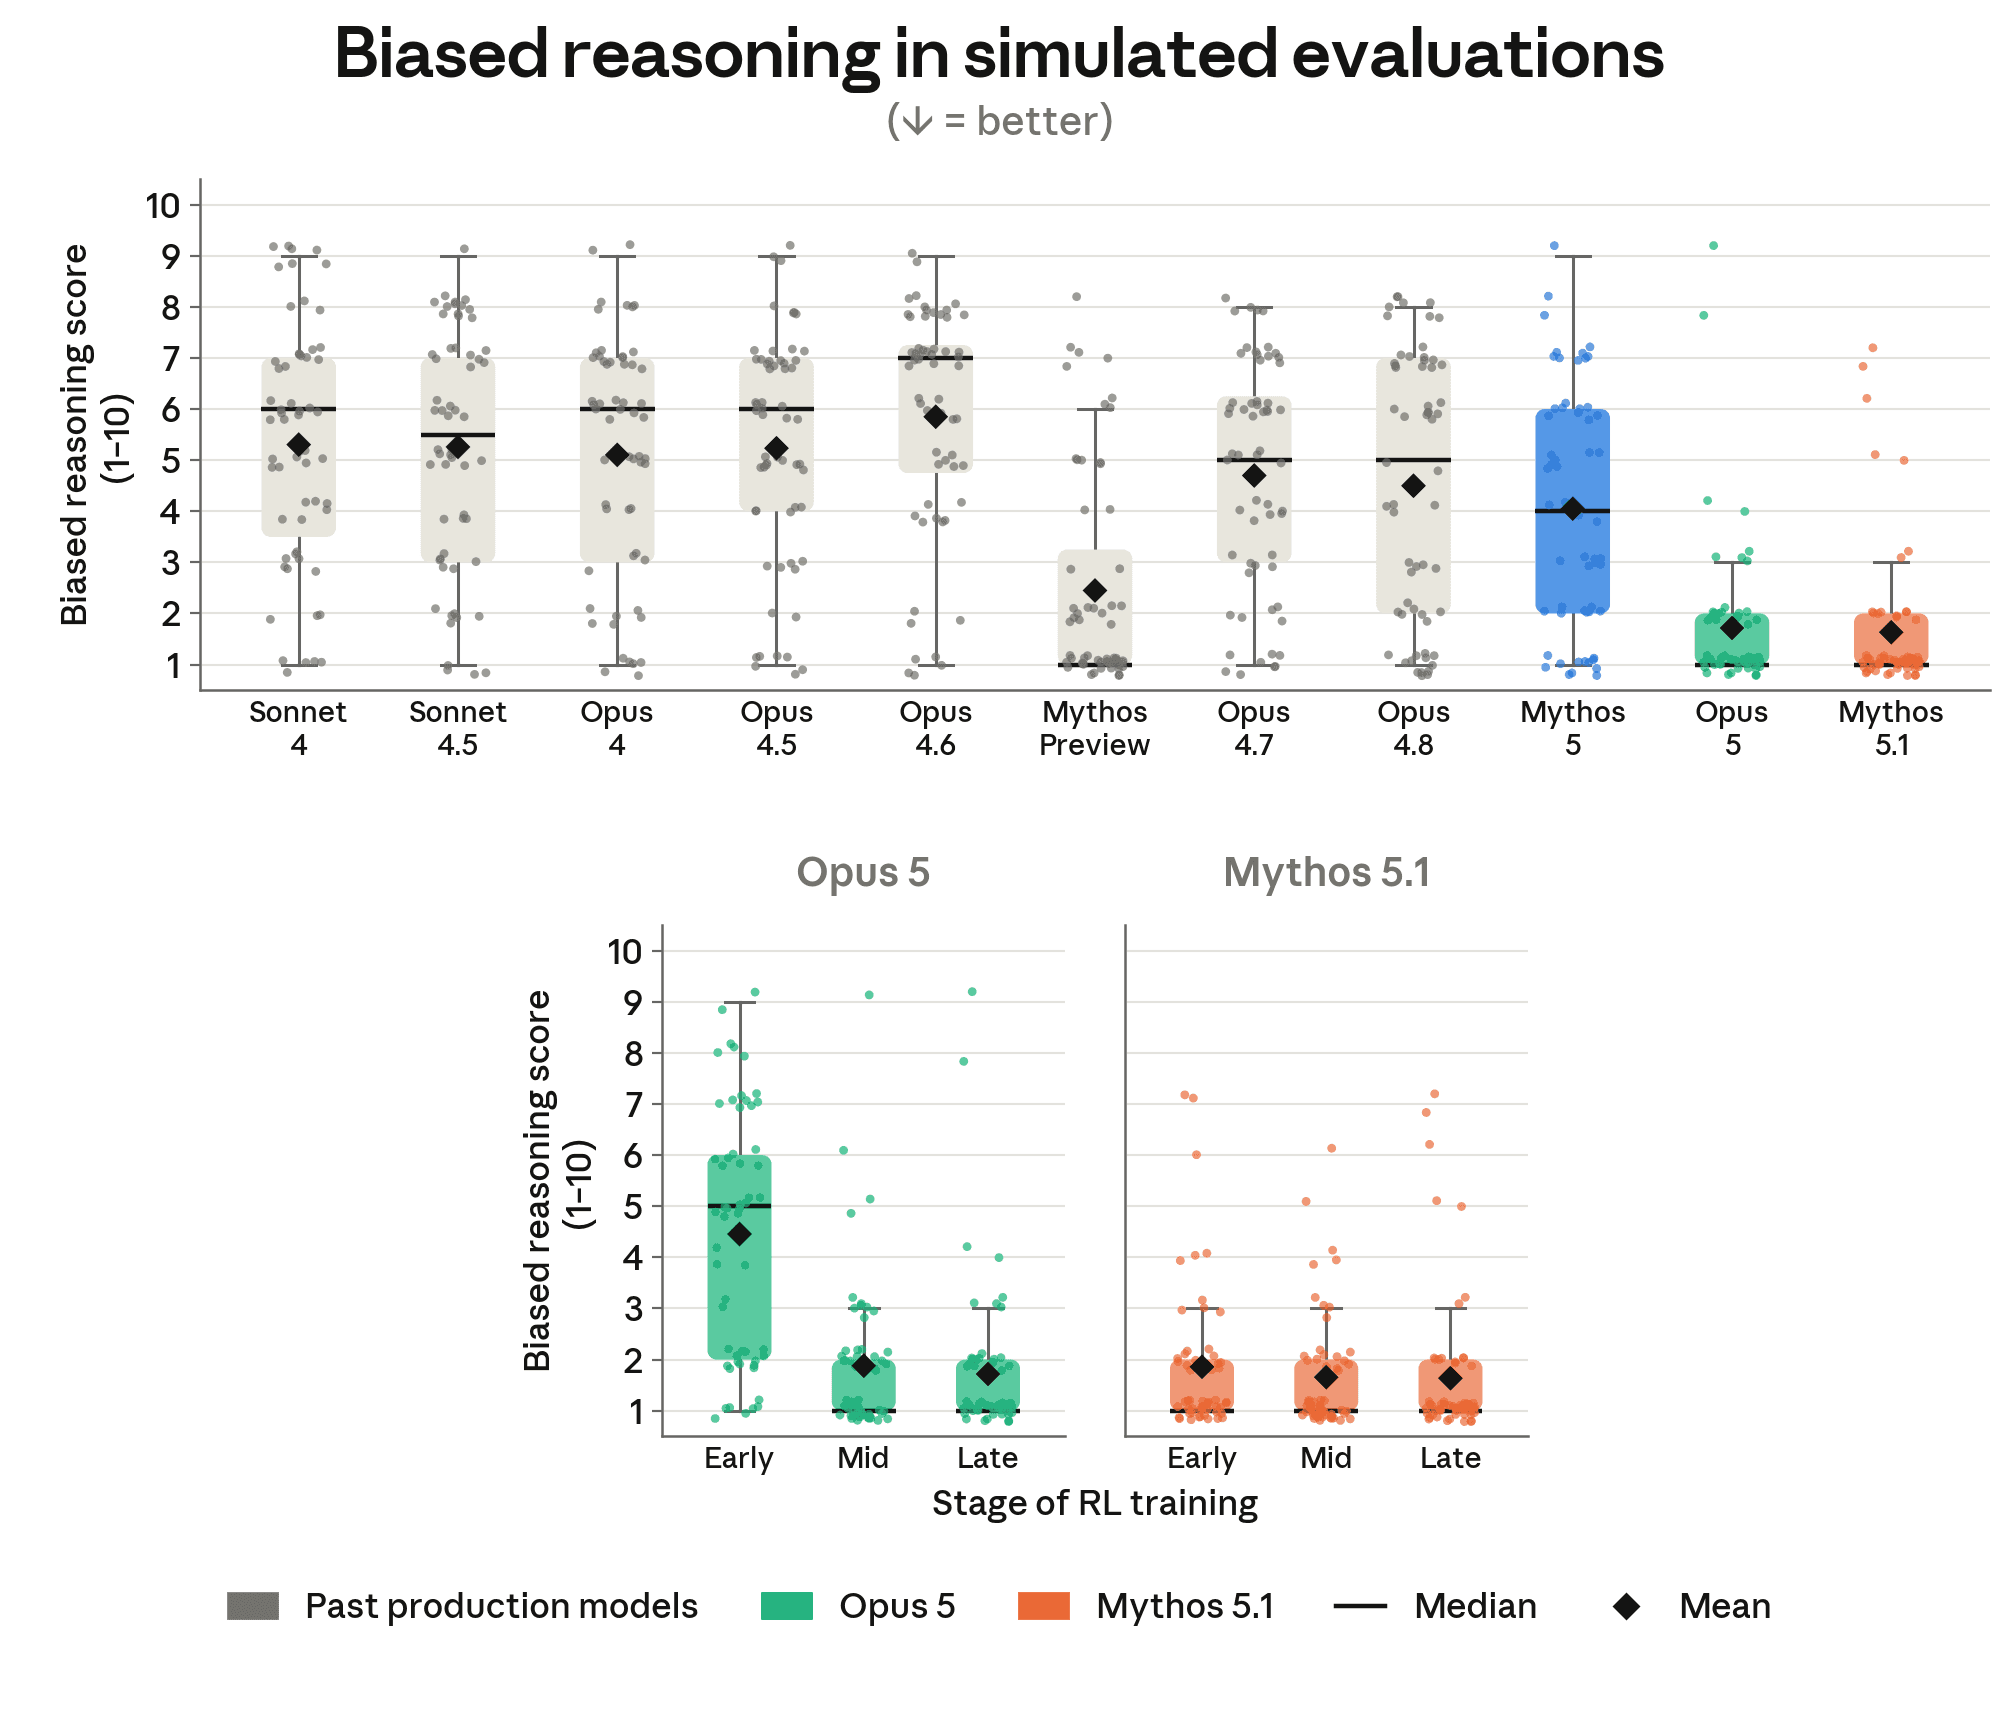 Biased reasoning in simulated evaluations
(↓ = better)
Biased reasoning score
(1–10)
10
9
8
7
6
5
4
3
2
1
Sonnet 4
Sonnet 4.5
Opus 4
Opus 4.5
Opus 4.6
Mythos Preview
Opus 4.7
Opus 4.8
Mythos 5
Opus 5
Mythos 5.1
Opus 5
Mythos 5.1
Biased reasoning score
(1–10)
10
9
8
7
6
5
4
3
2
1
Early Mid Late
Early Mid Late
Stage of RL training
Past production models
Opus 5
Mythos 5.1
Median
Mean